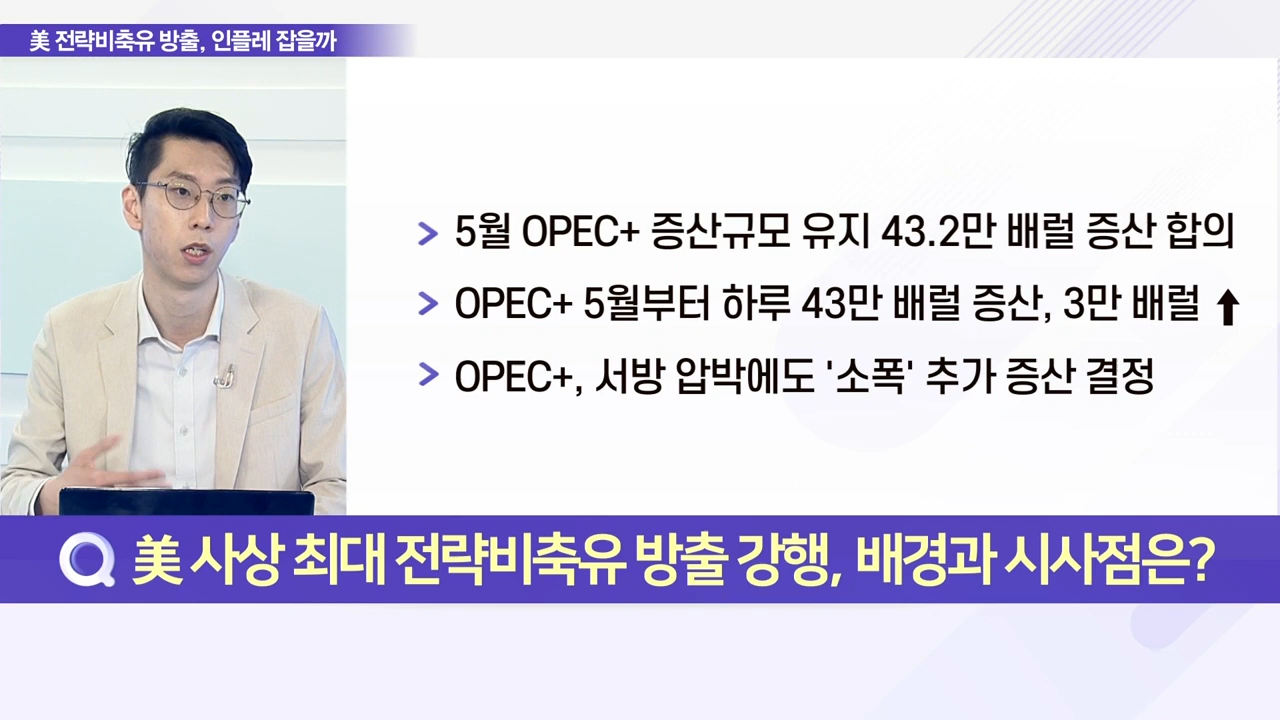 美 전략비축유 방출, 인플레 잡을까
> 5월 OPEC+ 증산규모 유지 43.2만 배럴 증산 합의
> OPEC+ 5월부터 하루 43만 배럴 증산, 3만 배럴 ⬆
> OPEC+, 서방 압박에도 '소폭' 추가 증산 결정
美 사상 최대 전략비축유 방출 강행, 배경과 시사점은?